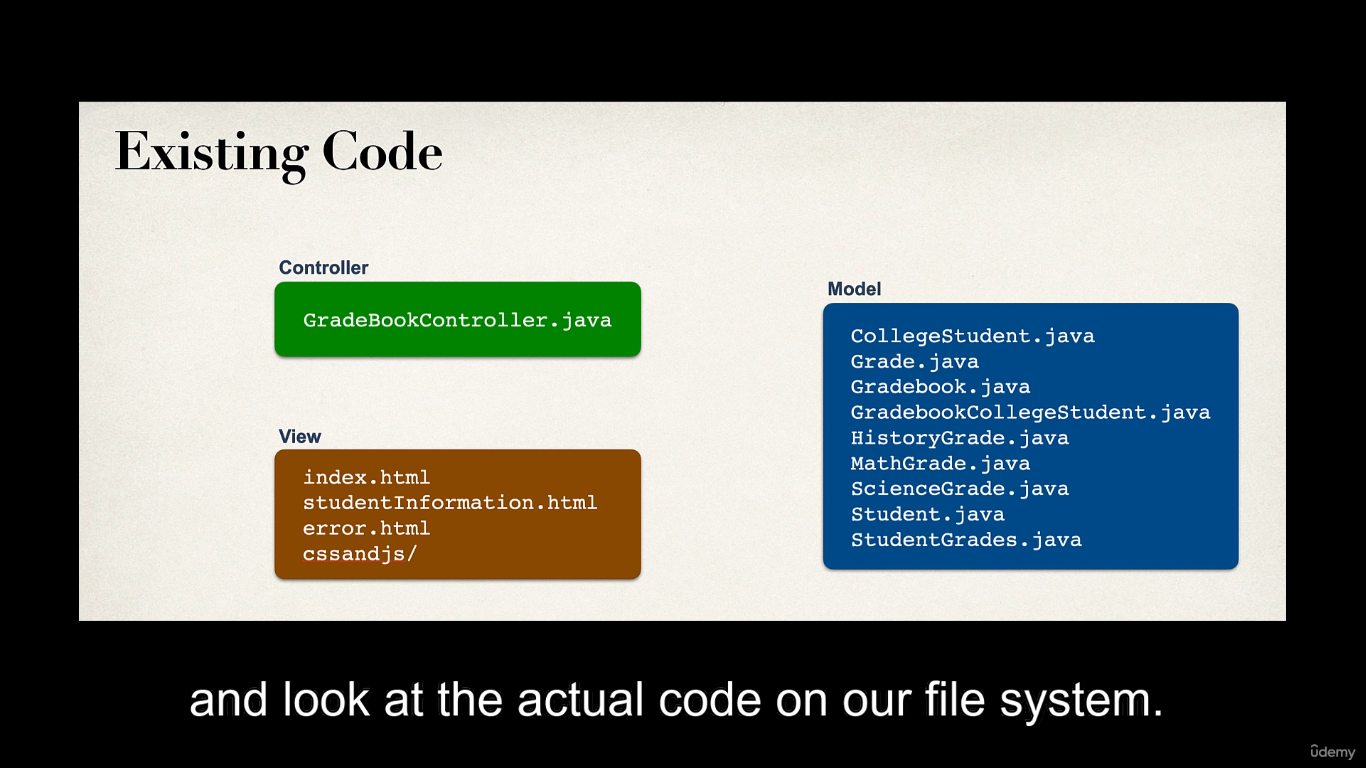 Existing Code
Controller
GradeBookController.java
View
index.html
studentInformation.html
error.html
cssandjs/
Model
CollegeStudent.java
Grade.java
Gradebook.java
GradebookCollegeStudent.java
HistoryGrade.java
MathGrade.java
ScienceGrade.java
Student.java
StudentGrades.java
and look at the actual code on our file system.
ûdemy